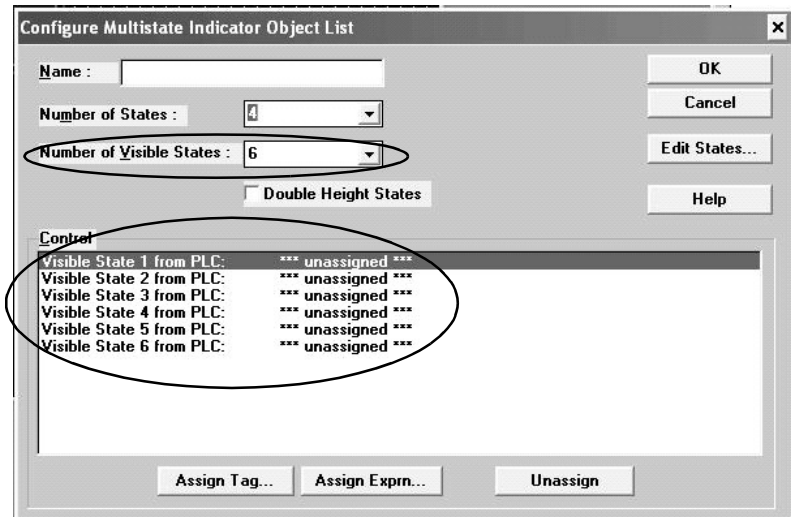 Configure Multistate Indicator Object List
Name :
OK
Number of States : 4
Cancel
Number of Visible States : 6
Edit States...
Double Height States
Help
Control
Visible State 1 from PLC: *** unassigned ***
Visible State 2 from PLC: *** unassigned ***
Visible State 3 from PLC: *** unassigned ***
Visible State 4 from PLC: *** unassigned ***
Visible State 5 from PLC: *** unassigned ***
Visible State 6 from PLC: *** unassigned ***
Assign Tag... Assign Exprn... Unassign